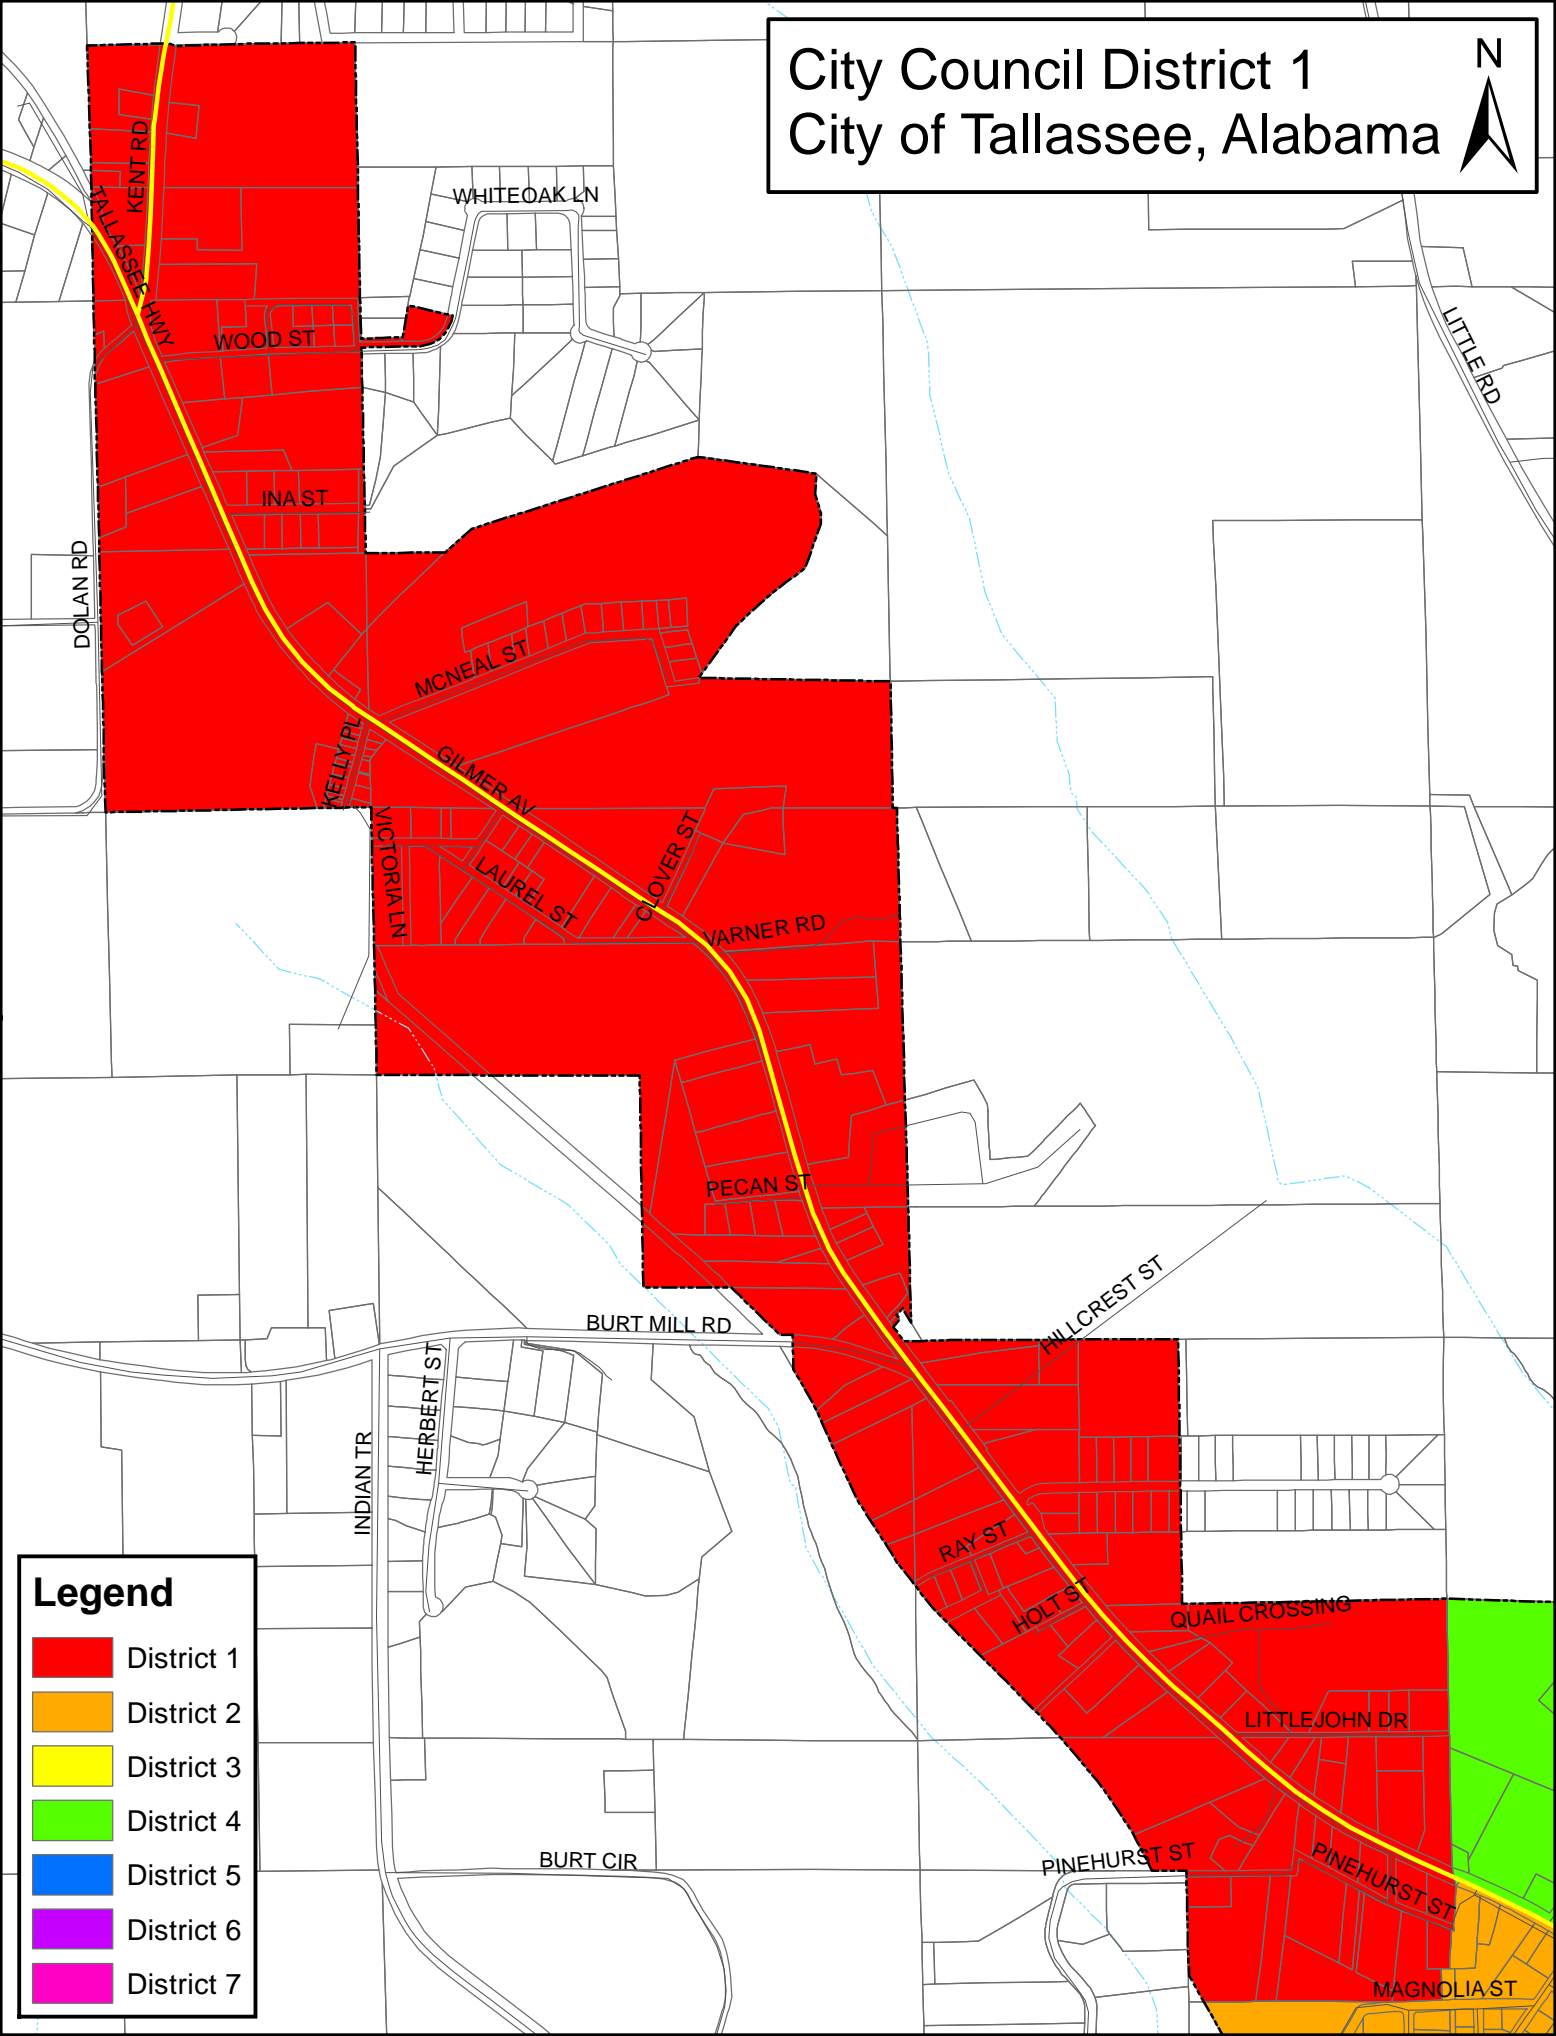 City Council District 1
City of Tallassee, Alabama
N
KENT RD
TALLASSEE HWY
WHITEOAK LN
WOOD ST
LITTLE RD
INA ST
DOLAN RD
MCNEAL ST
KELLY PL
GILMER AV
VICTORIA LN
LAUREL ST
CLOVER ST
VARNER RD
PECAN ST
HILLCREST ST
BURT MILL RD
HERBERT ST
INDIAN TR
RAY ST
HOLT ST
QUAIL CROSSING
LITTLEJOHN DR
BURT CIR
PINEHURST ST
PINEHURST ST
MAGNOLIA ST
Legend
District 1
District 2
District 3
District 4
District 5
District 6
District 7